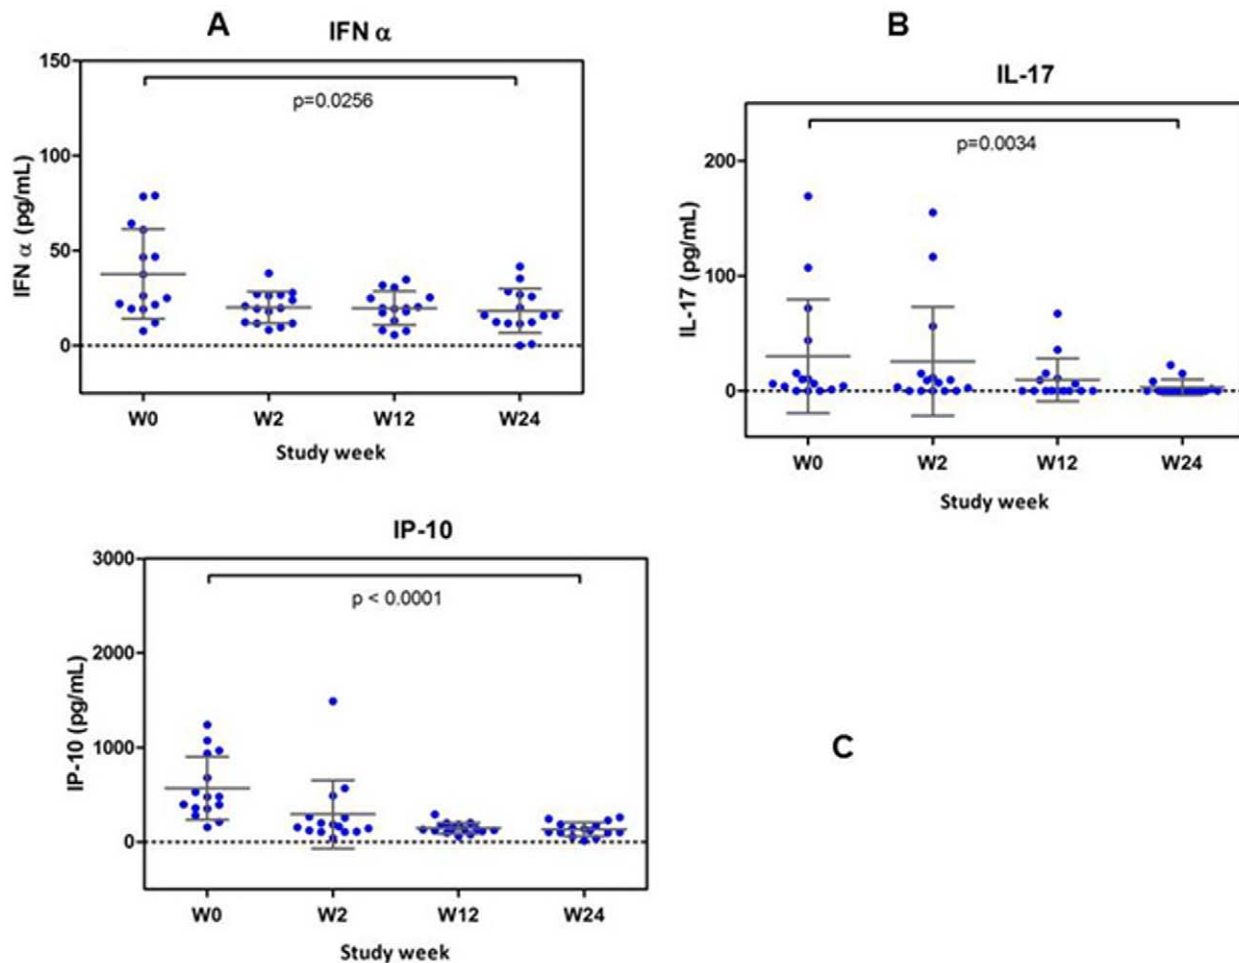 A
IFN α
150
100
50
0
IFN α (pg/mL)
p=0.0256
W0 W2 W12 W24
Study week
B
IL-17
200
100
0
IL-17 (pg/mL)
p=0.0034
W0 W2 W12 W24
Study week
IP-10
3000
2000
1000
0
IP-10 (pg/mL)
p < 0.0001
W0 W2 W12 W24
Study week
C